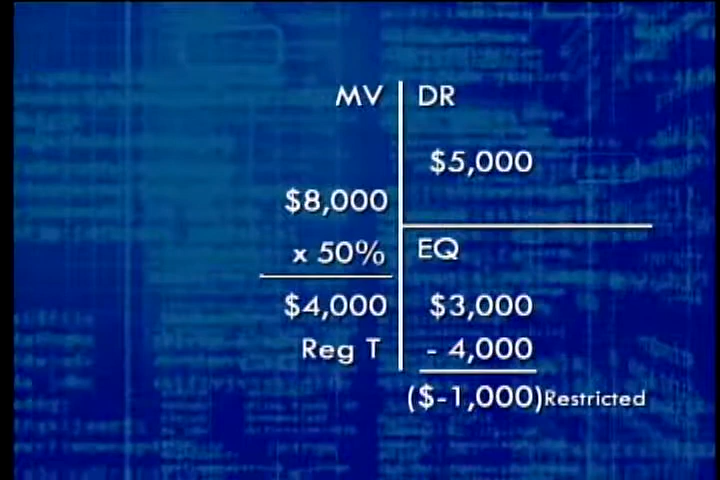 MV DR
$5,000
$8,000
x 50% EQ
$4,000 $3,000
Reg T - 4,000
($-1,000)Restricted